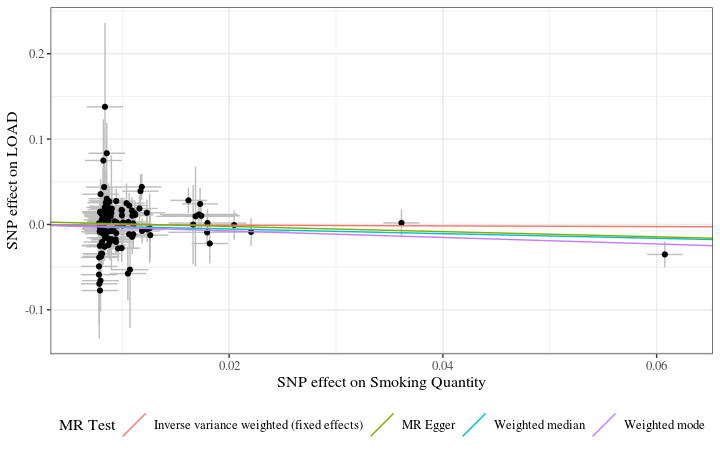 0.2
0.1
0.0
-0.1
SNP effect on LOAD
0.02
0.04
0.06
SNP effect on Smoking Quantity
MR Test
Inverse variance weighted (fixed effects)
MR Egger
Weighted median
Weighted mode